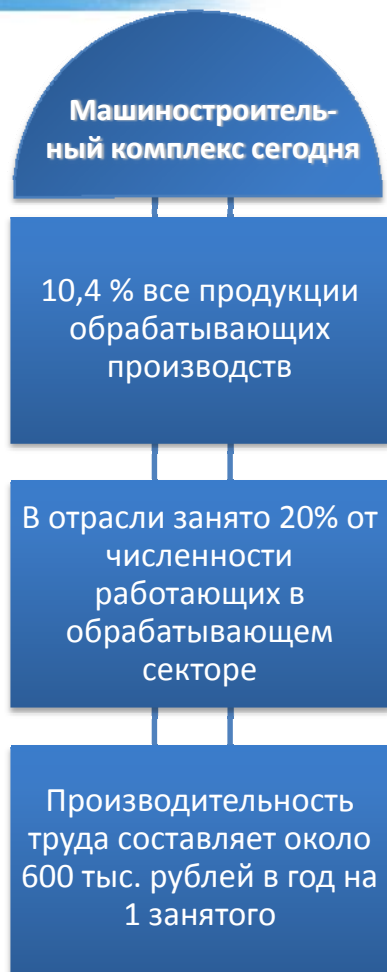 Машиностроитель-
ный комплекс сегодня
10,4 % все продукции
обрабатывающих
производств
В отрасли занято 20% от
численности
работающих в
обрабатывающем
секторе
Производительность
труда составляет около
600 тыс. рублей в год на
1 занятого